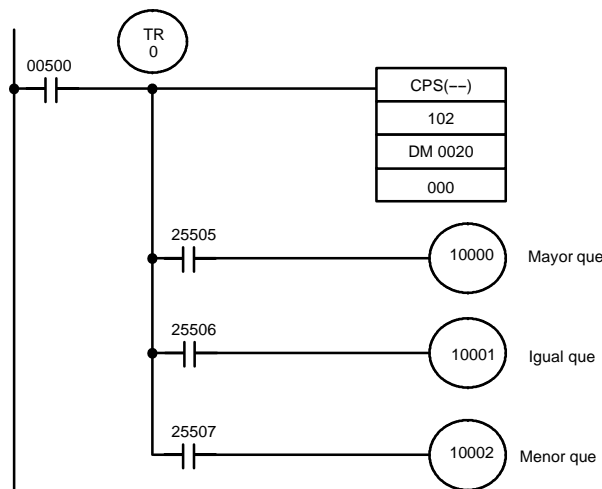 TR
0
00500
CPS(––)
102
DM 0020
000
25505
10000 Mayor que
25506
10001 Igual que
25507
10002 Menor que